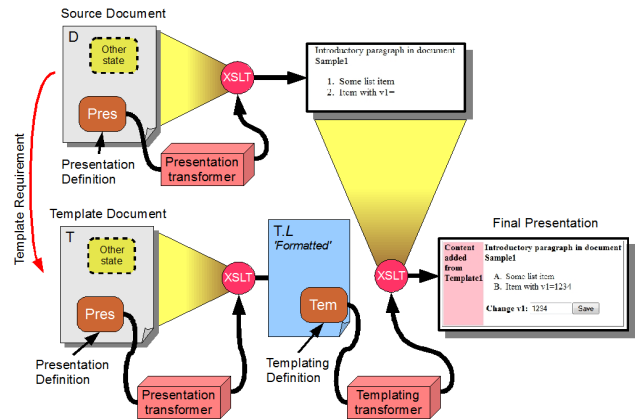 Source Document
D
Other
state
Pres
Presentation
Definition
XSLT
Presentation
transformer
Introductory paragraph in document
Sample1
1. Some list item
2. Item with v1=
Template Requirement
Template Document
T
Other
state
Pres
Presentation
Definition
XSLT
Presentation
transformer
T.L
'Formatted'
Tem
Templating
Definition
XSLT
Templating
transformer
Final Presentation
Content
added
from
Template1
Introductory paragraph in document
Sample1
A. Some list item
B. Item with v1=1234
Change v1: 1234 Save